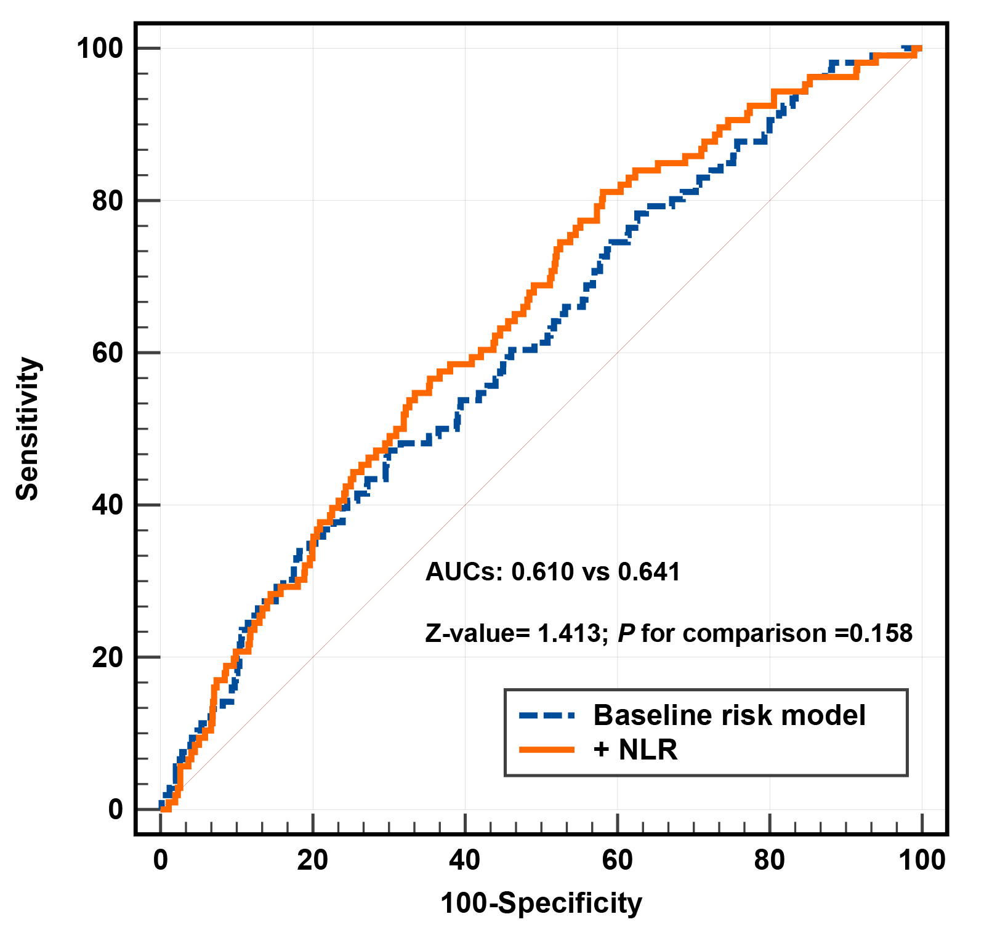 100
80
60
40
20
0
Sensitivity
AUCs: 0.610 vs 0.641
Z-value= 1.413; P for comparison =0.158
Baseline risk model
+ NLR
0 20 40 60 80 100
100-Specificity